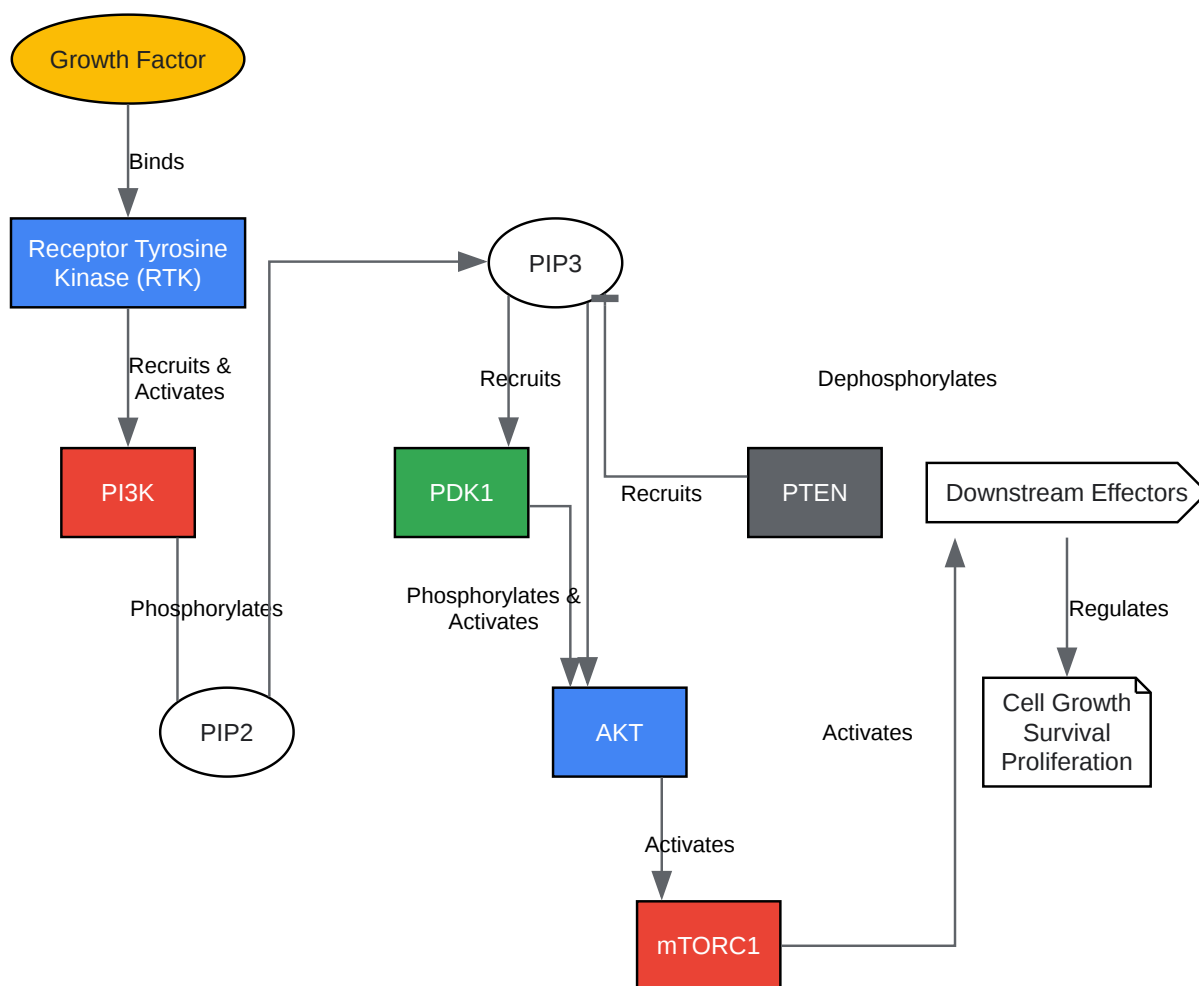 Growth Factor
Binds
Receptor Tyrosine
Kinase (RTK)
PIP3
Recruits &
Activates
Recruits
Dephosphorylates
PI3K
PDK1
Recruits
PTEN
Downstream Effectors
Phosphorylates
Phosphorylates &
Activates
Regulates
PIP2
AKT
Activates
Cell Growth
Survival
Proliferation
Activates
mTORC1